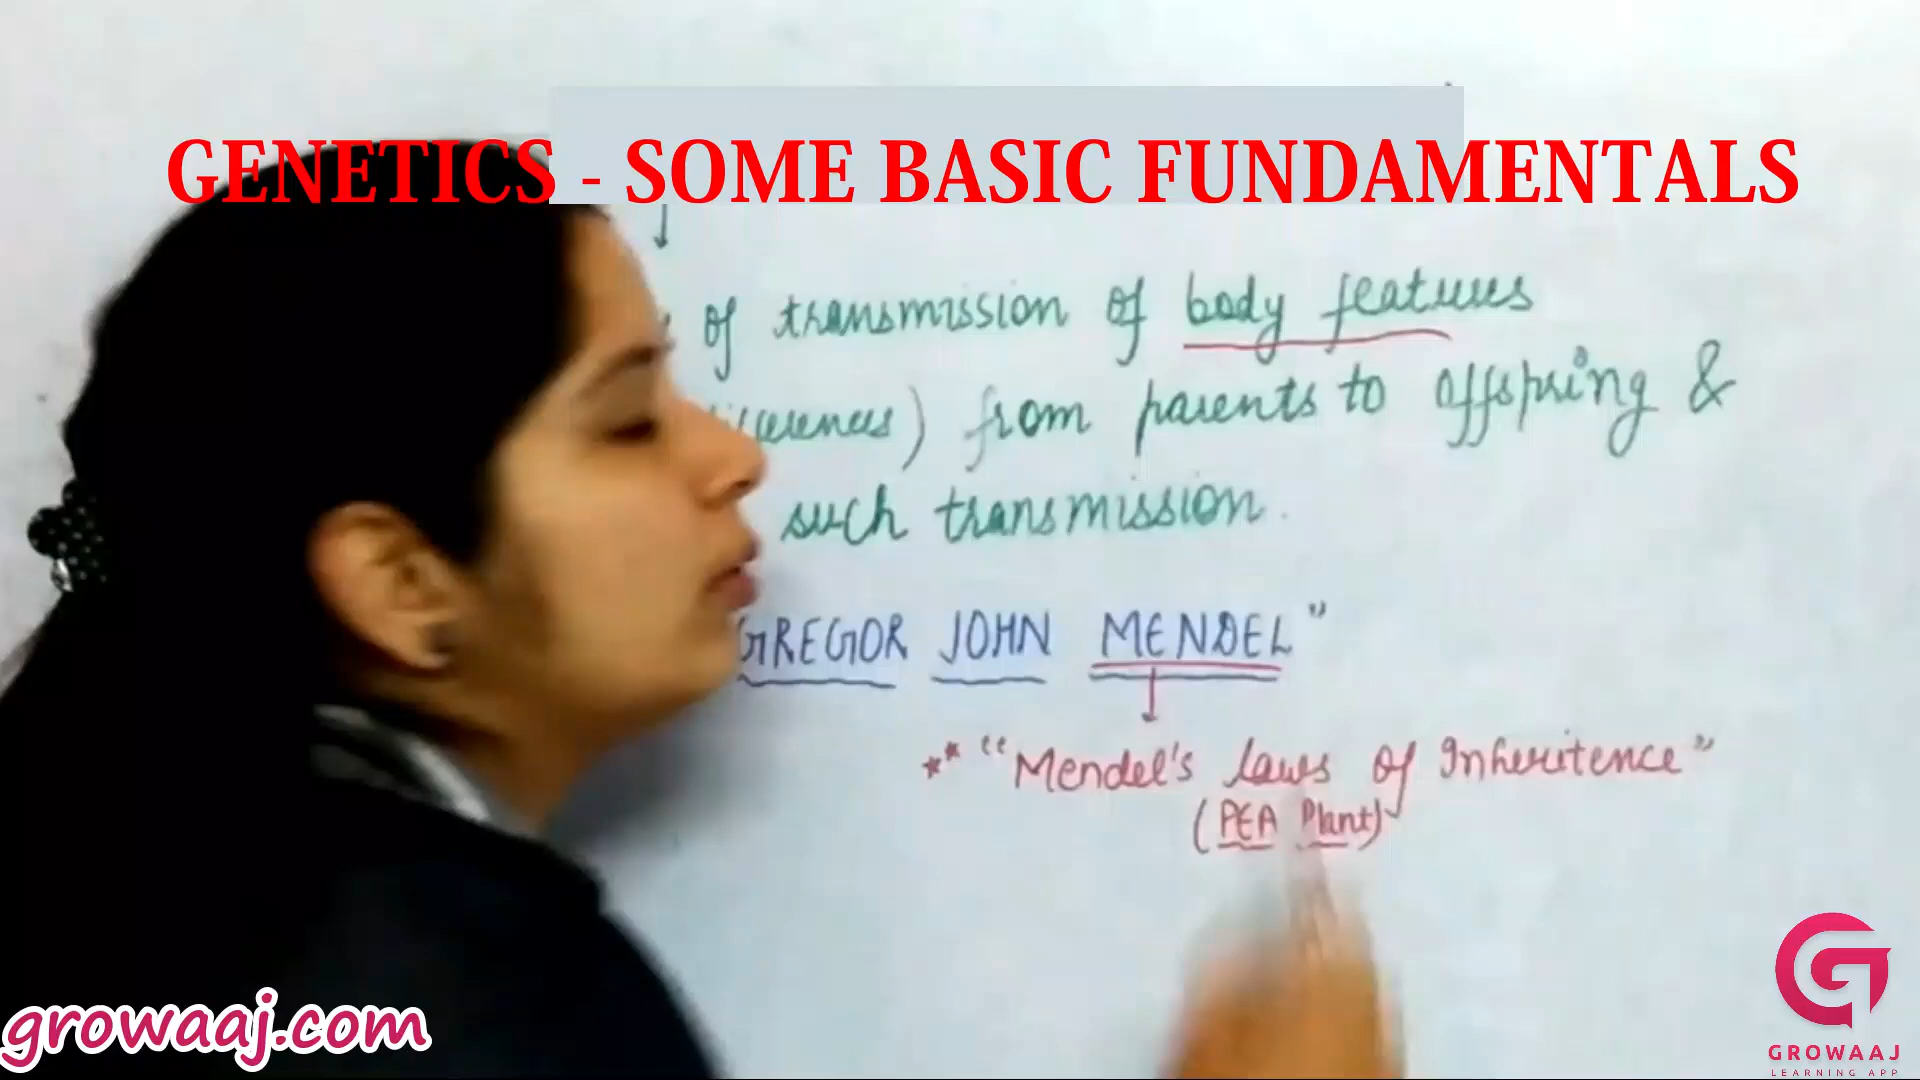 GENETICS - SOME BASIC FUNDAMENTALS
of transmission of body features
from parents to offspring &
such transmission.
GREGOR JOHN MENDEL"
** "Mendel's laws of Inheritence"
(PEA Plant)
growaaj.com
GROWAAJ
LEARNING APP